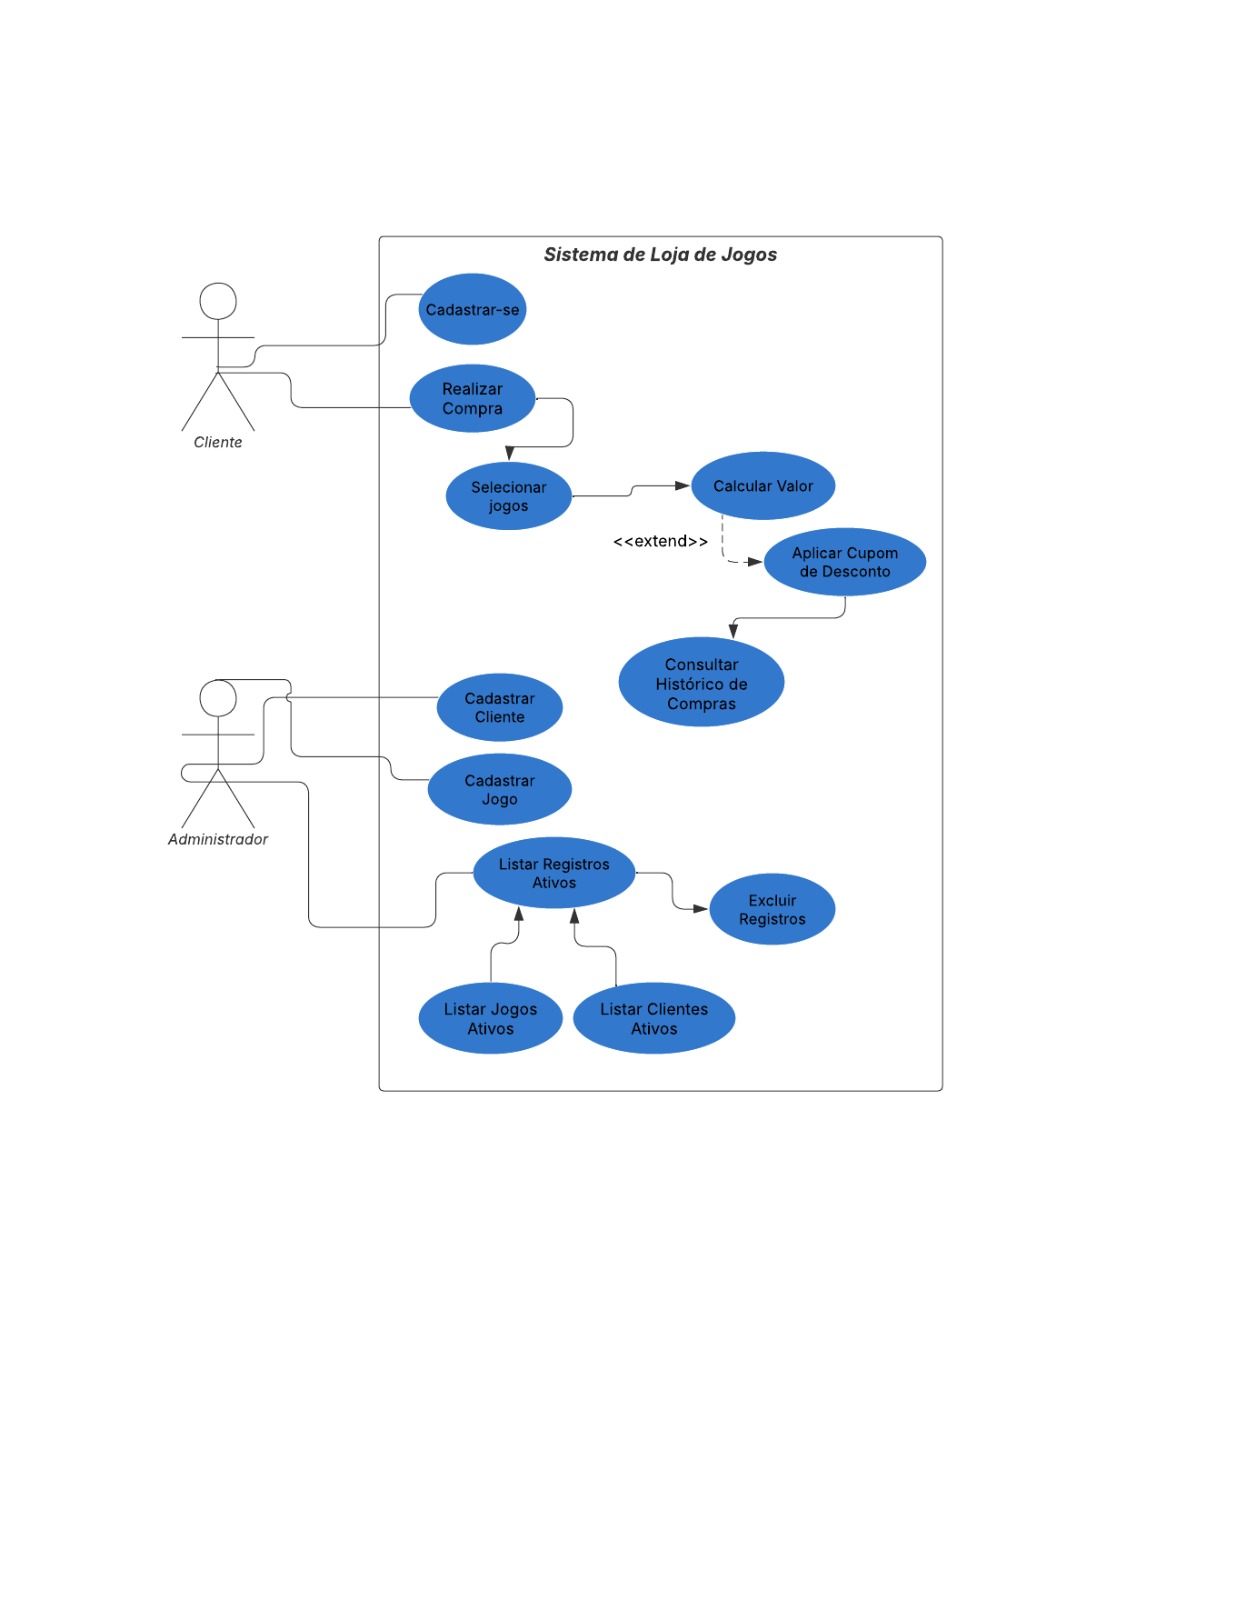 Sistema de Loja de Jogos
Cadastrar-se
Realizar
Compra
Cliente
Selecionar
jogos
Calcular Valor
<<extend>>
Aplicar Cupom
de Desconto
Consultar
Histórico de
Compras
Cadastrar
Cliente
Cadastrar
Jogo
Administrador
Listar Registros
Ativos
Excluir
Registros
Listar Jogos
Ativos
Listar Clientes
Ativos